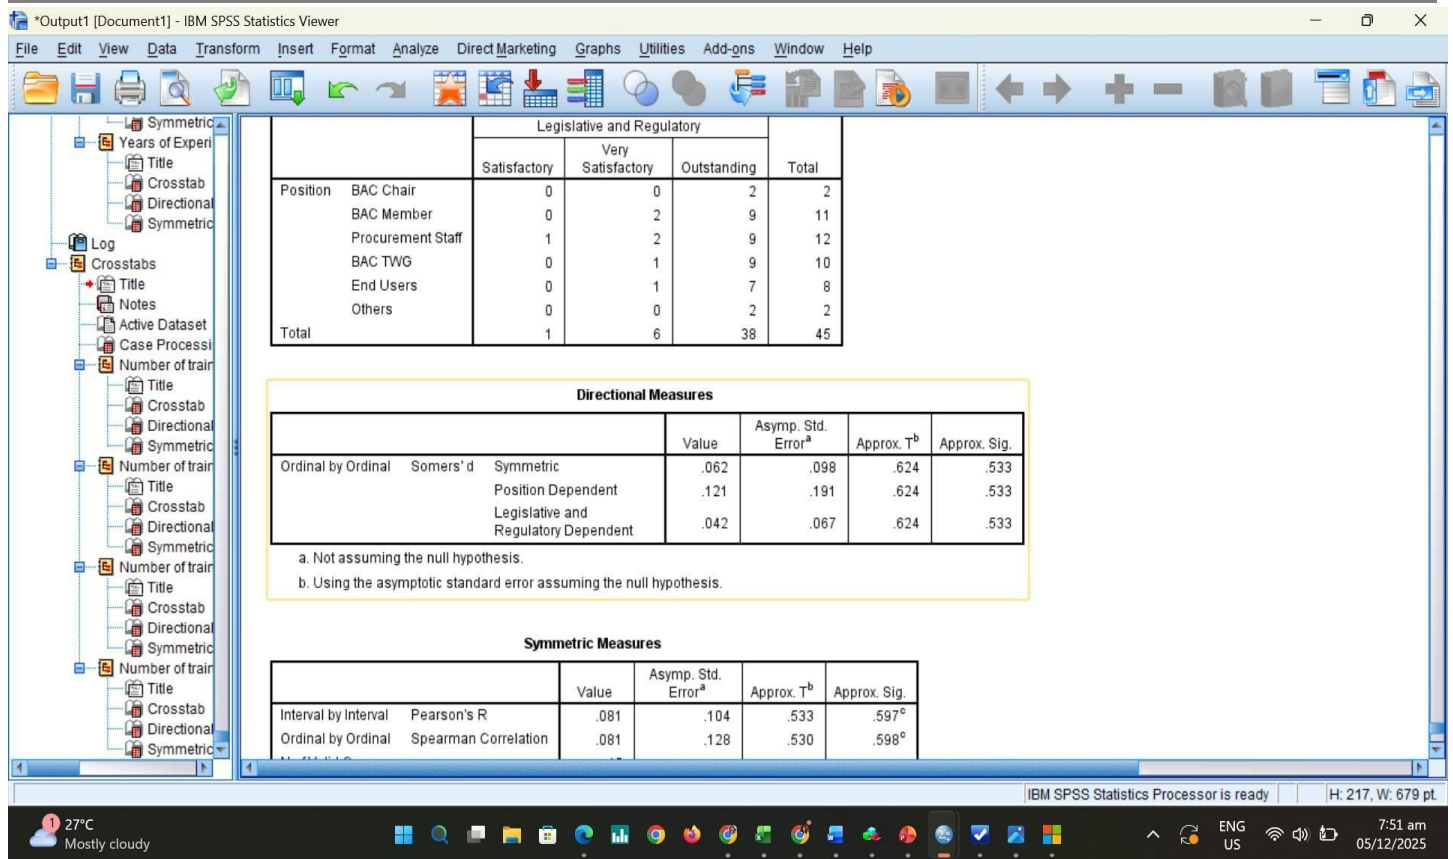 *Output1 [Document1] - IBM SPSS Statistics Viewer
File Edit View Data Transform Insert Format Analyze Direct Marketing Graphs Utilities Add-ons Window Help
Symmetric
Years of Experi
Title
Crosstab
Directional
Symmetric
Log
Crosstabs
Title
Notes
Active Dataset
Case Processi
Number of train
Title
Crosstab
Directional
Symmetric
Number of train
Title
Crosstab
Directional
Symmetric
Number of train
Title
Crosstab
Directional
Symmetric
Number of train
Title
Crosstab
Directional
Symmetric
Legislative and Regulatory
Satisfactory Very Satisfactory Outstanding Total
Position BAC Chair 0 0 2 2
BAC Member 0 2 9 11
Procurement Staff 1 2 9 12
BAC TWG 0 1 9 10
End Users 0 1 7 8
Others 0 0 2 2
Total 1 6 38 45
Directional Measures
Value Asymp. Std. Error^a Approx. T^b Approx. Sig.
Ordinal by Ordinal Somers' d Symmetric .062 .098 .624 .533
Position Dependent .121 .191 .624 .533
Legislative and Regulatory Dependent .042 .067 .624 .533
a. Not assuming the null hypothesis.
b. Using the asymptotic standard error assuming the null hypothesis.
Symmetric Measures
Value Asymp. Std. Error^a Approx. T^b Approx. Sig.
Interval by Interval Pearson's R .081 .104 .533 .597^c
Ordinal by Ordinal Spearman Correlation .081 .128 .530 .598^c
IBM SPSS Statistics Processor is ready H: 217, W: 679 pt.
1
27°C
Mostly cloudy
ENG
US
7:51 am
05/12/2025